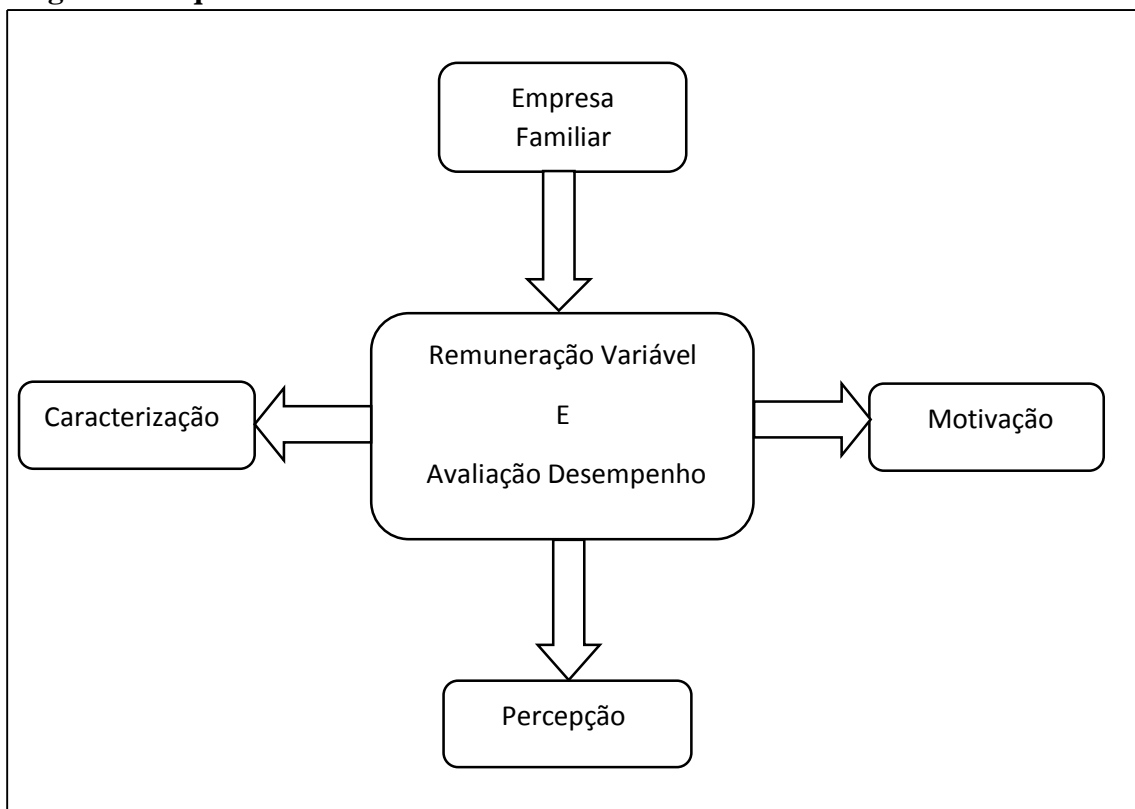 Empresa
Familiar
Remuneração Variável
E
Avaliação Desempenho
Caracterização
Motivação
Percepção